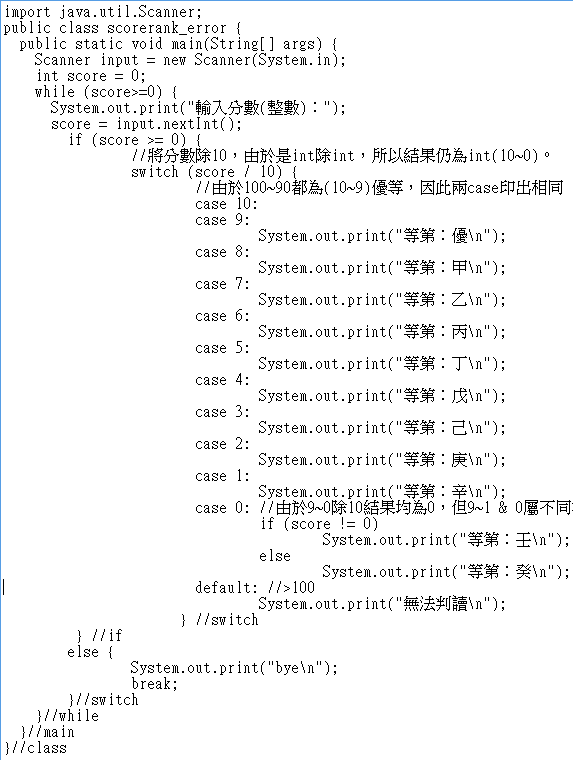 import java.util.Scanner;
public class scorerank_error {
public static void main(String[] args) {
Scanner input = new Scanner(System.in);
int score = 0;
while (score>=0) {
System.out.print("輸入分數(整數)：");
score = input.nextInt();
if (score >= 0) {
//將分數除10，由於是int除int，所以結果仍為int(10~0)。
switch (score / 10) {
//由於100~90都為(10~9)優等，因此兩case印出相同
case 10:
case 9:
System.out.print("等第：優\n");
case 8:
System.out.print("等第：甲\n");
case 7:
System.out.print("等第：乙\n");
case 6:
System.out.print("等第：丙\n");
case 5:
System.out.print("等第：丁\n");
case 4:
System.out.print("等第：戊\n");
case 3:
System.out.print("等第：己\n");
case 2:
System.out.print("等第：庚\n");
case 1:
System.out.print("等第：辛\n");
case 0: //由於9~0除10結果均為0，但9~1 & 0屬不同
if (score != 0)
System.out.print("等第：壬\n");
else
System.out.print("等第：癸\n");
default: //>100
System.out.print("無法判讀\n");
} //switch
} //if
else {
System.out.print("bye\n");
break;
}//switch
}//while
}//main
}//class